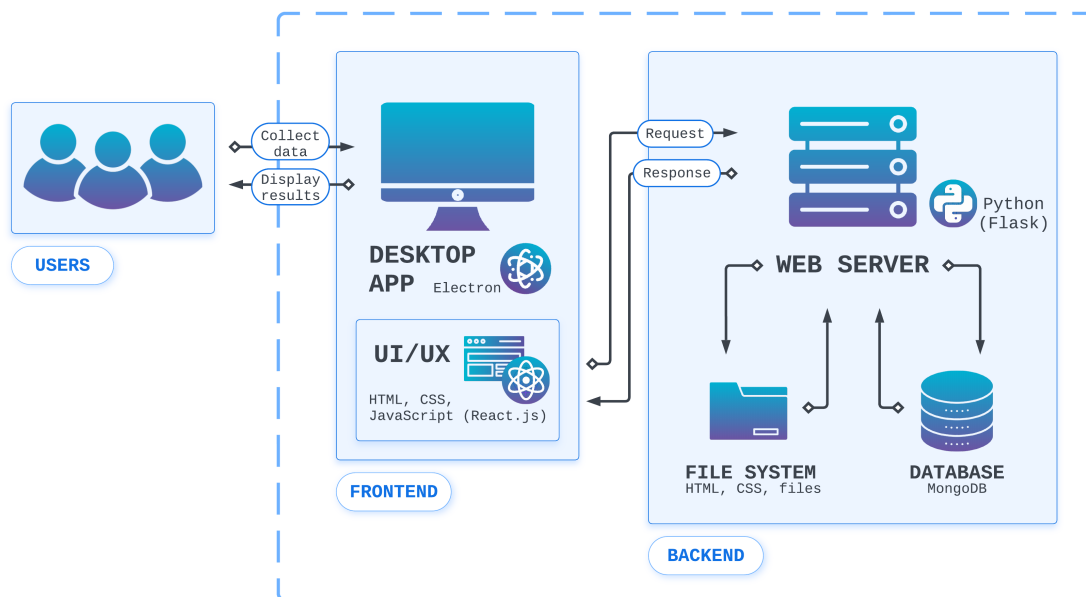 Collect
data
Display
results
USERS
DESKTOP
APP
Electron
UI/UX
HTML, CSS,
JavaScript (React.js)
FRONTEND
Request
Response
Python
(Flask)
WEB SERVER
FILE SYSTEM
HTML, CSS, files
DATABASE
MongoDB
BACKEND